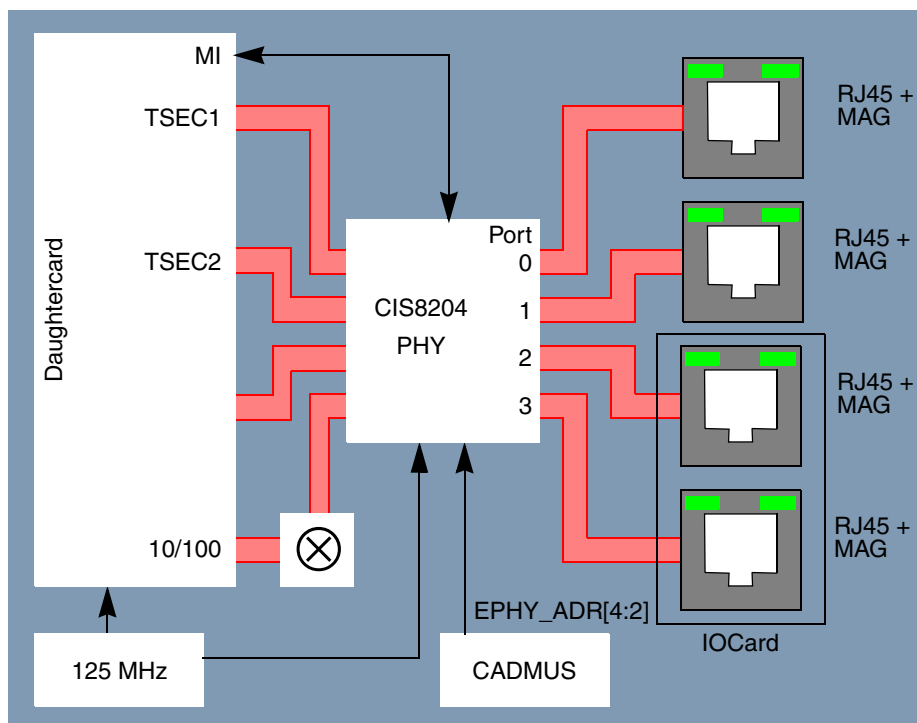 MI
TSEC1
TSEC2
Daughtercard
10/100
125 MHz
CIS8204
PHY
Port
0
1
2
3
EPHY_ADR[4:2]
CADMUS
RJ45 +
MAG
RJ45 +
MAG
RJ45 +
MAG
RJ45 +
MAG
IOCard